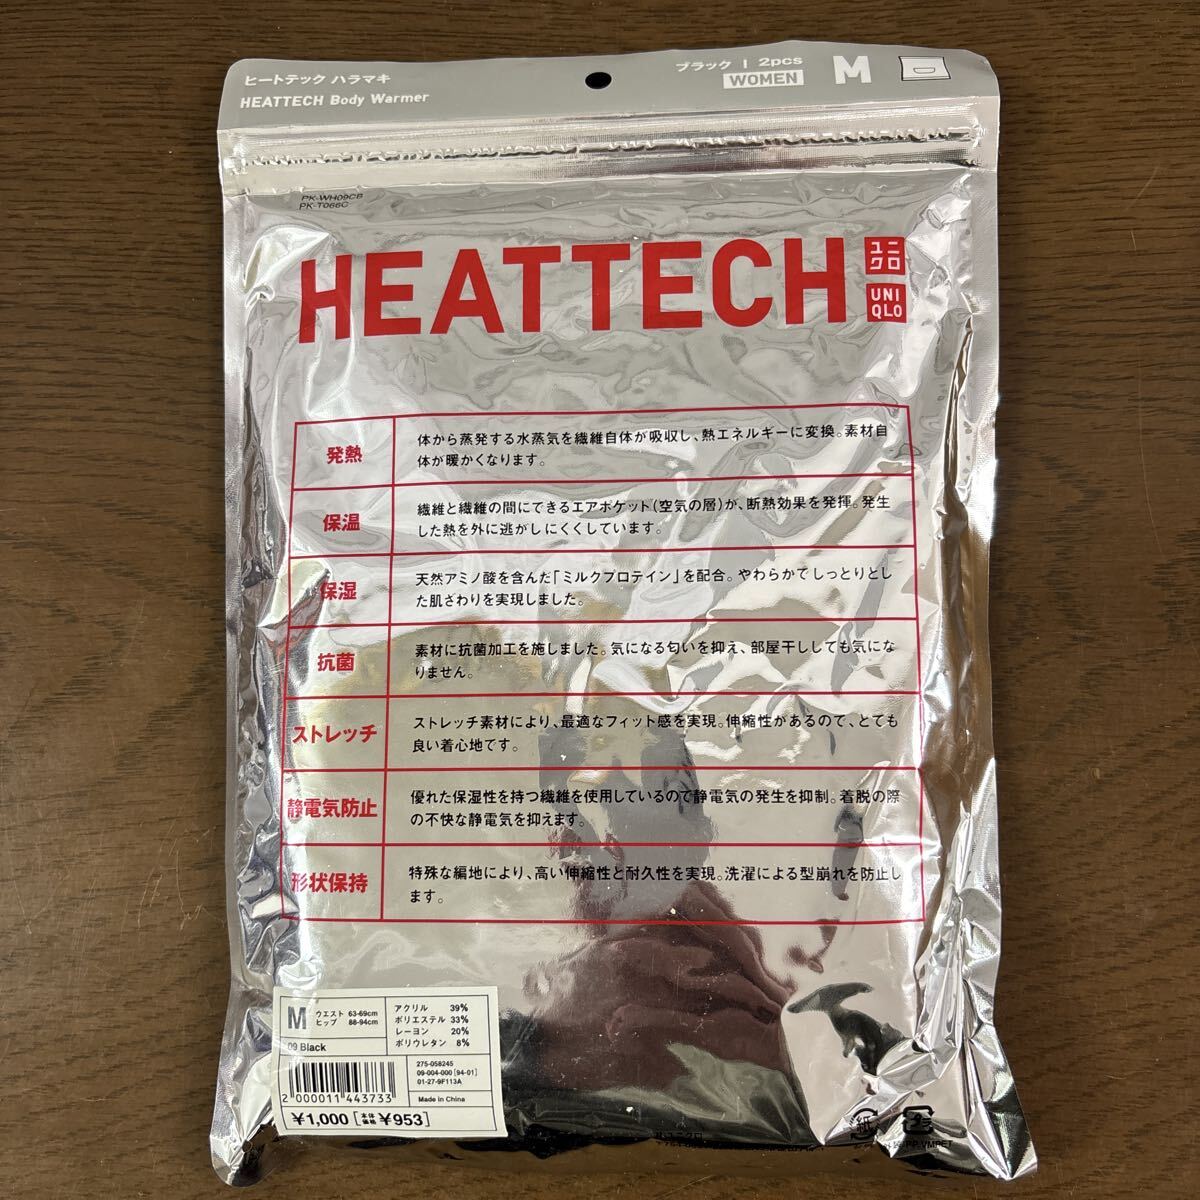 ヒートテック ハラマキ
HEATTECH Body Warmer
ブラック | 2pcs
WOMEN
M
PK-WH09CB
PK-T066C
HEATTECH
ユニ
クロ
UNI
QLO
発熱
体から蒸発する水蒸気を繊維自体が吸収し、熱エネルギーに変換。素材自
体が暖かくなります。
保温
繊維と繊維の間にできるエアポケット(空気の層)が、断熱効果を発揮。発生
した熱を外に逃がしにくくしています。
保湿
天然アミノ酸を含んだ「ミルクプロテイン」を配合。やわらかでしっとりとし
た肌ざわりを実現しました。
抗菌
素材に抗菌加工を施しました。気になる匂いを抑え、部屋干ししても気にな
りません。
ストレッチ
ストレッチ素材により、最適なフィット感を実現。伸縮性があるので、とても
良い着心地です。
静電気防止
優れた保湿性を持つ繊維を使用しているので静電気の発生を抑制。着脱の際
の不快な静電気を抑えます。
形状保持
特殊な編地により、高い伸縮性と耐久性を実現。洗濯による型崩れを防止し
ます。
M
ウエスト 63-69cm
ヒップ 88-94cm
09 Black
アクリル 39%
ポリエステル 33%
レーヨン 20%
ポリウレタン 8%
275-058245
09-004-000 [94-01]
01-27-9F113A
Made in China
2 000011 443733
¥1,000 [本体価格 ¥953]
紙
PP,VMPET